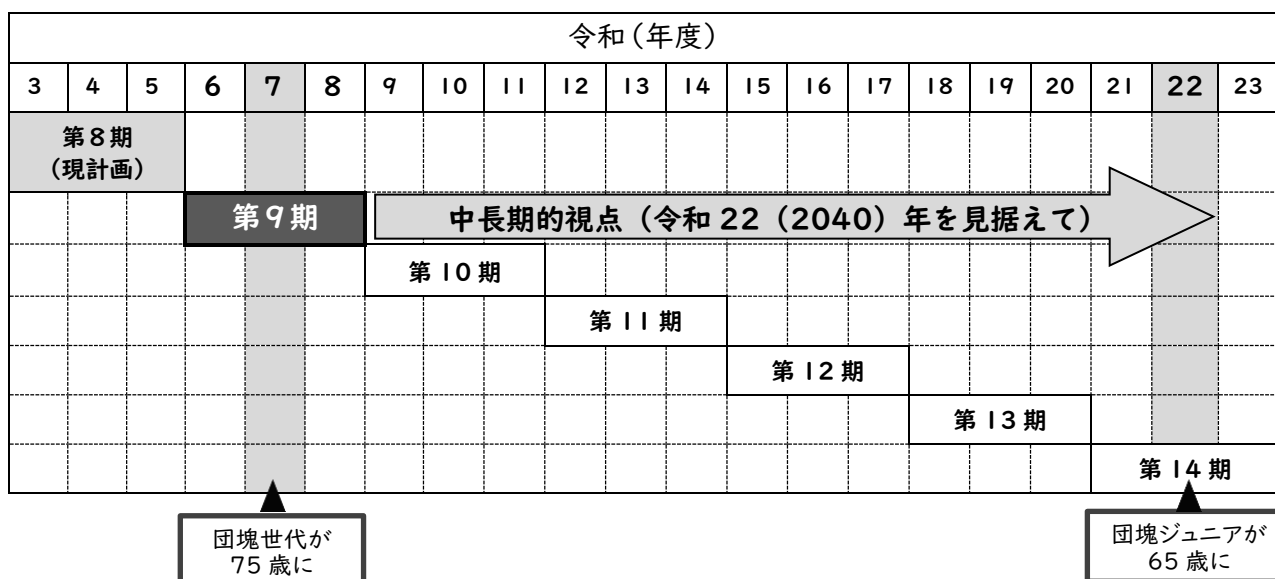 令和(年度)
3 4 5 6 7 8 9 10 11 12 13 14 15 16 17 18 19 20 21 22 23
第8期
(現計画)
第9期
中長期的視点(令和22(2040)年を見据えて)
第10期
第11期
第12期
第13期
第14期
団塊世代が
75歳に
団塊ジュニアが
65歳に